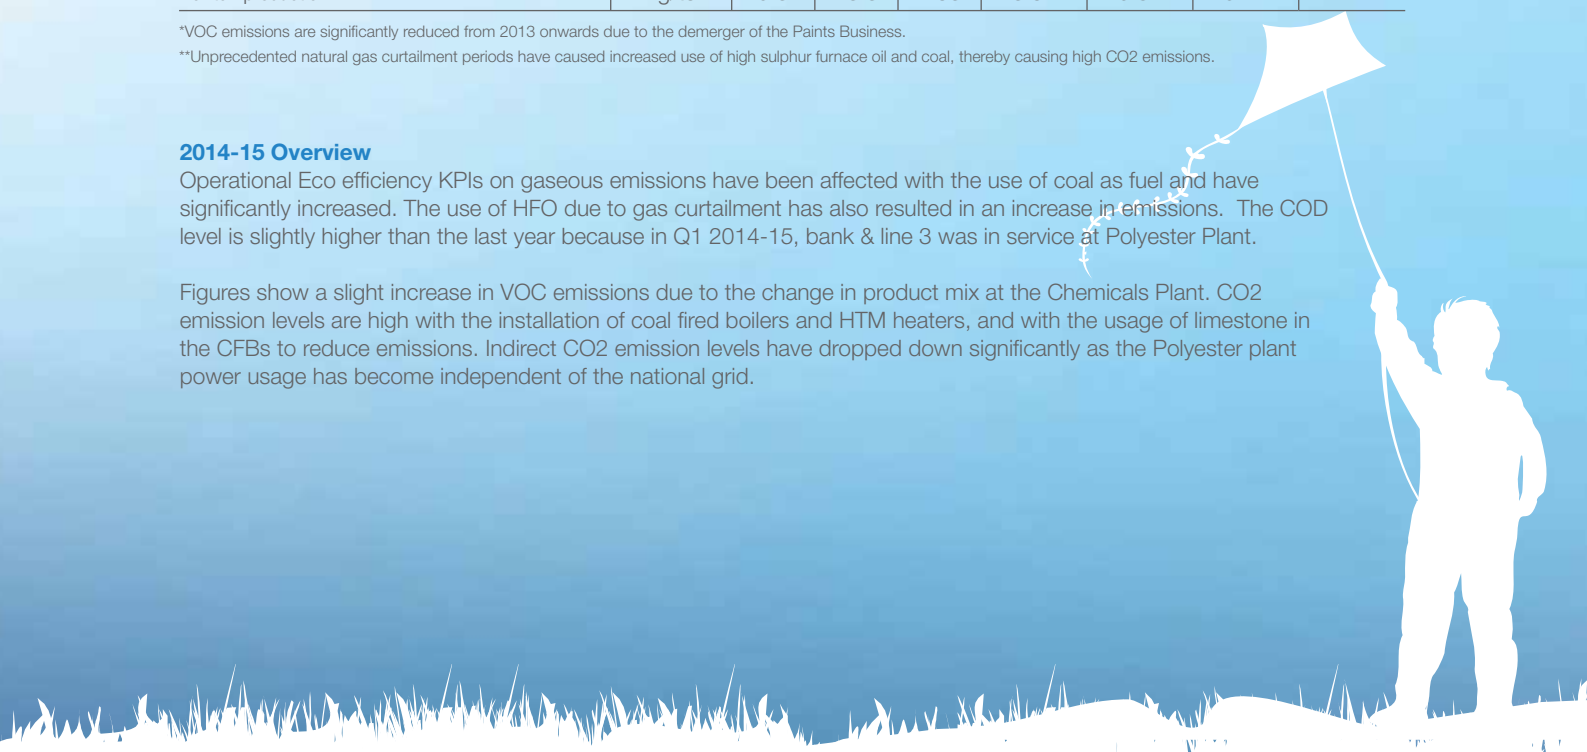 *VOC emissions are significantly reduced from 2013 onwards due to the demerger of the Paints Business.
**Unprecedented natural gas curtailment periods have caused increased use of high sulphur furnace oil and coal, thereby causing high CO2 emissions.
2014-15 Overview
Operational Eco efficiency KPIs on gaseous emissions have been affected with the use of coal as fuel and have
significantly increased. The use of HFO due to gas curtailment has also resulted in an increase in emissions.  The COD
level is slightly higher than the last year because in Q1 2014-15, bank & line 3 was in service at Polyester Plant.
Figures show a slight increase in VOC emissions due to the change in product mix at the Chemicals Plant. CO2
emission levels are high with the installation of coal fired boilers and HTM heaters, and with the usage of limestone in
the CFBs to reduce emissions. Indirect CO2 emission levels have dropped down significantly as the Polyester plant
power usage has become independent of the national grid.